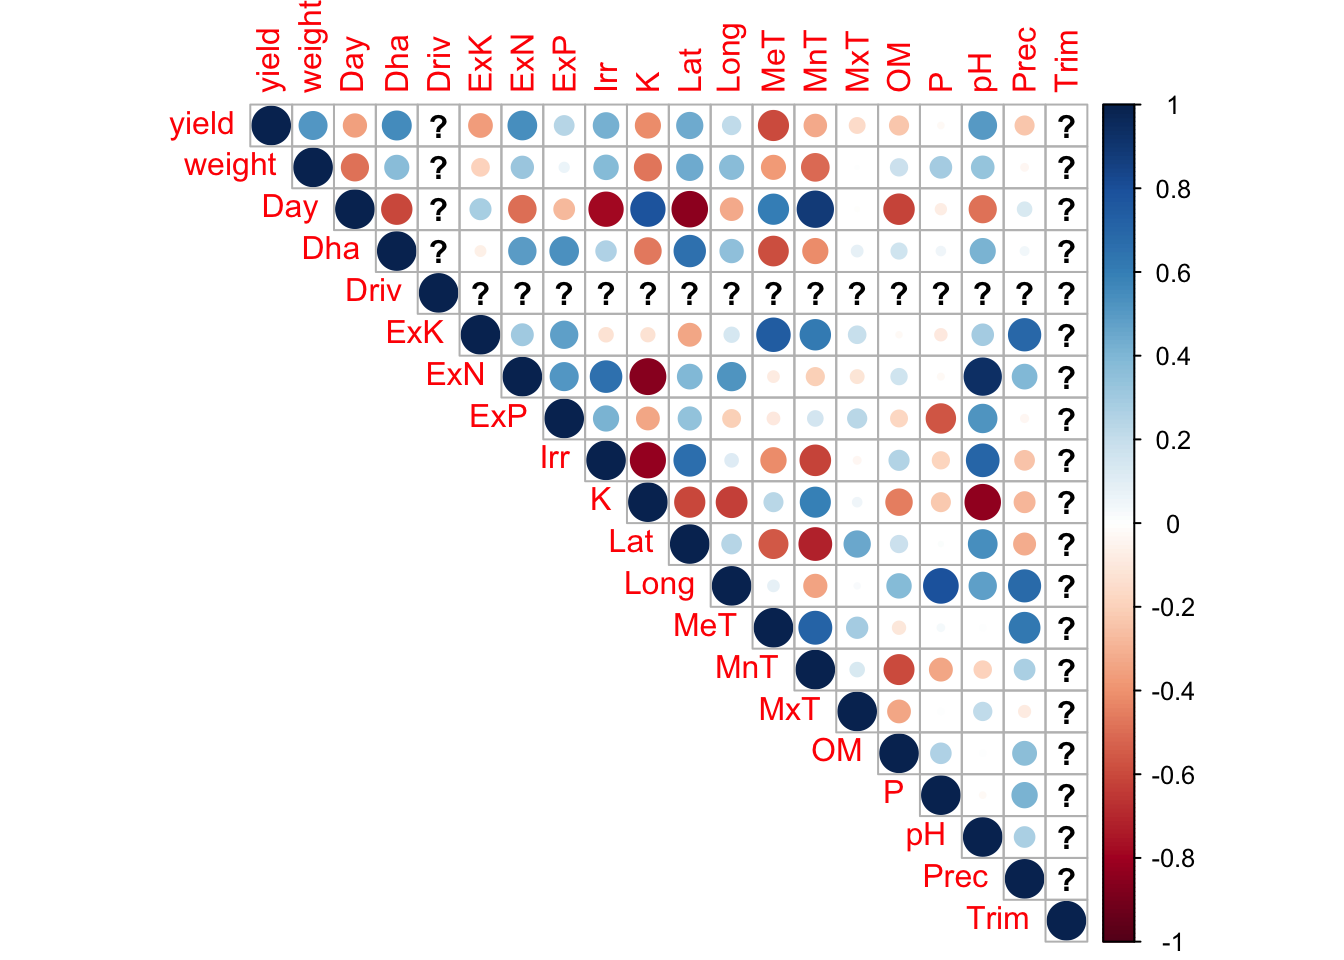 yield weight Day Dha Driv ExK ExN ExP Irr K Lat Long MeT MnT MxT OM P pH Prec Trim
yield ? ?
weight ? ?
Day ? ?
Dha ? ?
Driv ? ? ? ? ? ? ? ? ? ? ? ? ? ? ?
ExK ?
ExN ?
ExP ?
Irr ?
K ?
Lat ?
Long ?
MeT ?
MnT ?
MxT ?
OM ?
P ?
pH ?
Prec ?
Trim
1
0.8
0.6
0.4
0.2
0
-0.2
-0.4
-0.6
-0.8
-1